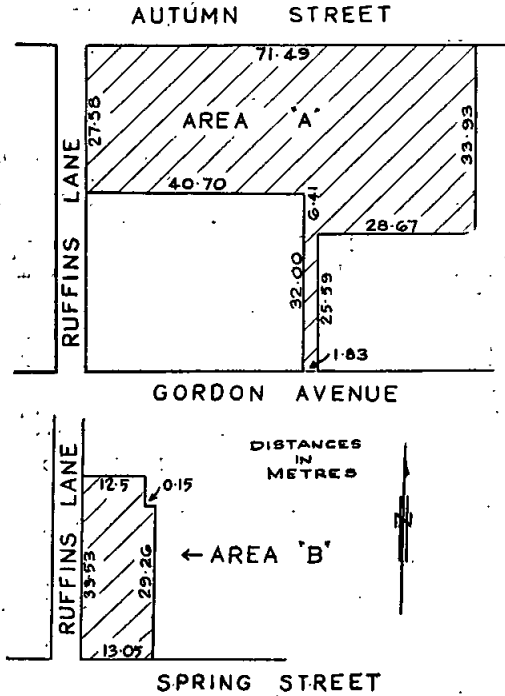 AUTUMN STREET
71·49
27·58
AREA "A"
33·93
RUFFINS LANE
40·70
6·41
28·67
32·00
25·59
1·83
GORDON AVENUE
DISTANCES
IN
METRES
RUFFINS LANE
12·5
0·15
33·53
29·26
← AREA "B"
13·05
SPRING STREET